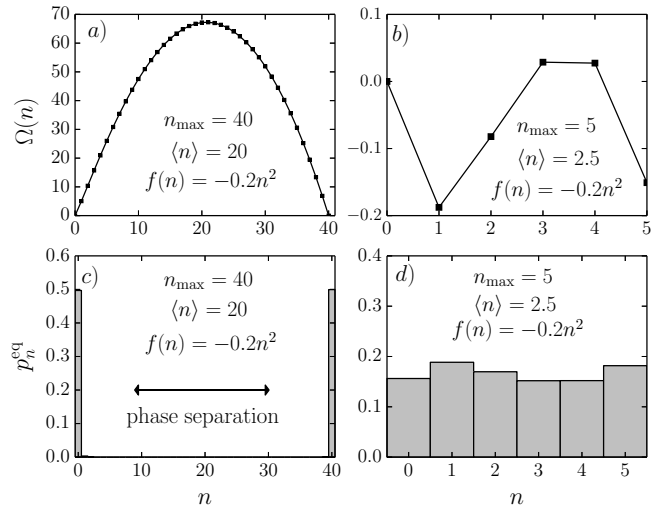 a)
Ω(n)
70
60
50
40
30
20
10
0
n_max = 40
⟨n⟩ = 20
f(n) = −0.2n²
0 10 20 30 40
b)
0.1
0.0
−0.1
−0.2
n_max = 5
⟨n⟩ = 2.5
f(n) = −0.2n²
0 1 2 3 4 5
c)
p_n^eq
0.6
0.5
0.4
0.3
0.2
0.1
0.0
n_max = 40
⟨n⟩ = 20
f(n) = −0.2n²
phase separation
0 10 20 30 40
n
d)
0.4
0.3
0.2
0.1
0.0
n_max = 5
⟨n⟩ = 2.5
f(n) = −0.2n²
0 1 2 3 4 5
n